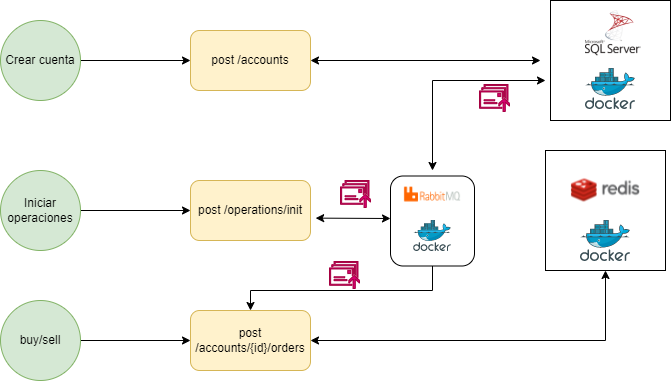 Crear cuenta
post /accounts
Microsoft
SQL Server
docker
Iniciar
operaciones
post /operations/init
RabbitMQ
docker
redis
docker
buy/sell
post
/accounts/{id}/orders